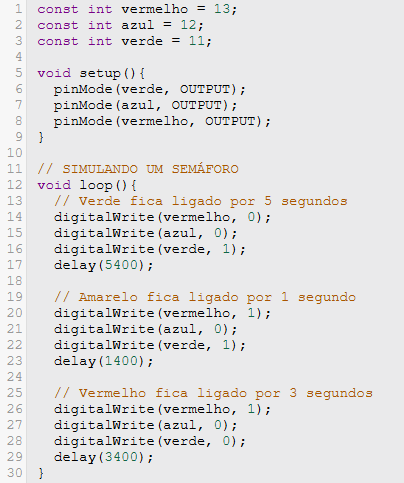 1 const int vermelho = 13;
2 const int azul = 12;
3 const int verde = 11;
4
5 void setup(){
6   pinMode(verde, OUTPUT);
7   pinMode(azul, OUTPUT);
8   pinMode(vermelho, OUTPUT);
9 }
10
11 // SIMULANDO UM SEMÁFORO
12 void loop(){
13   // Verde fica ligado por 5 segundos
14   digitalWrite(vermelho, 0);
15   digitalWrite(azul, 0);
16   digitalWrite(verde, 1);
17   delay(5400);
18
19   // Amarelo fica ligado por 1 segundo
20   digitalWrite(vermelho, 1);
21   digitalWrite(azul, 0);
22   digitalWrite(verde, 1);
23   delay(1400);
24
25   // Vermelho fica ligado por 3 segundos
26   digitalWrite(vermelho, 1);
27   digitalWrite(azul, 0);
28   digitalWrite(verde, 0);
29   delay(3400);
30 }